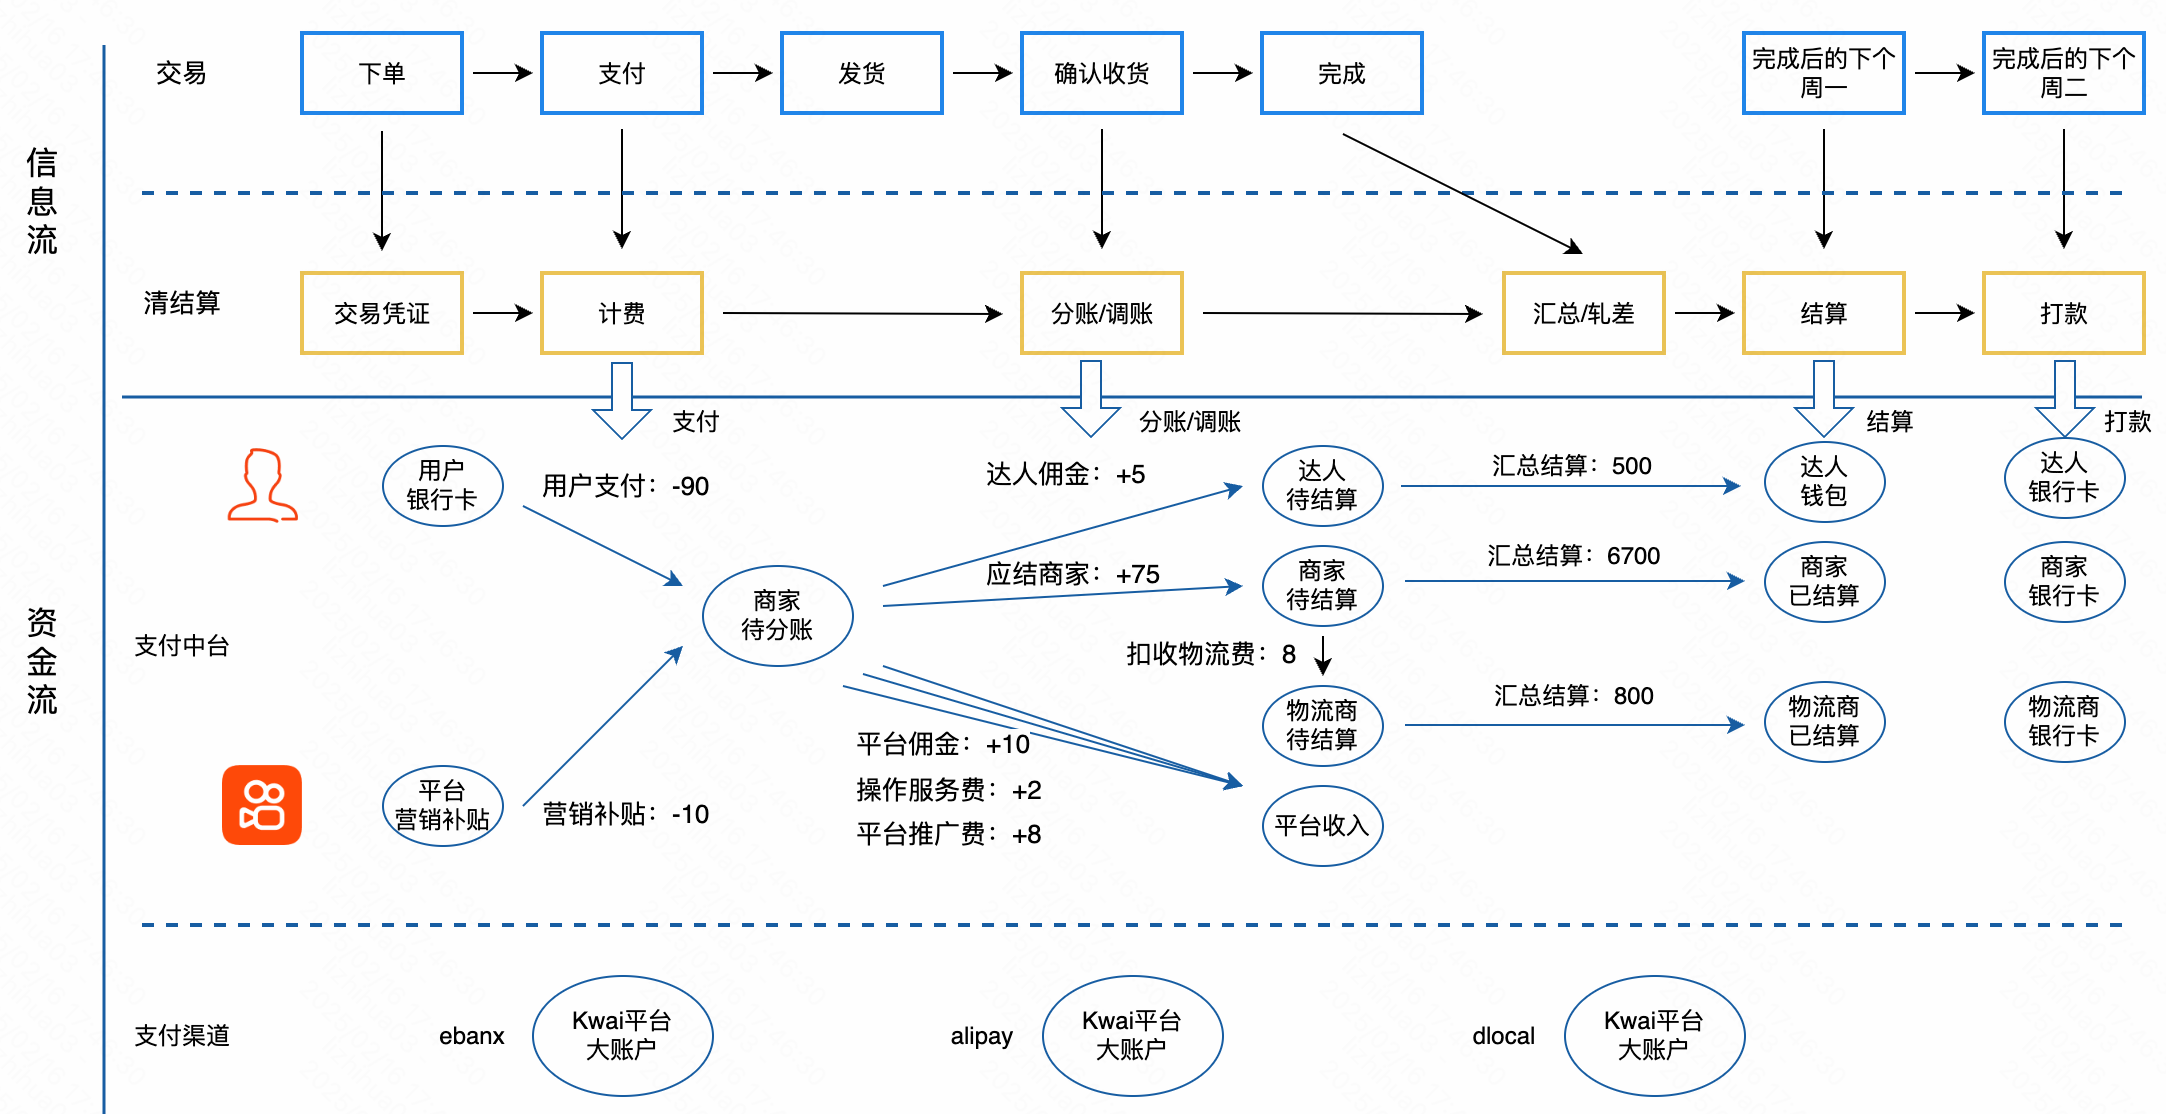 交易
下单
支付
发货
确认收货
完成
完成后的下个
周一
完成后的下个
周二
信
息
流
清结算
交易凭证
计费
分账/调账
汇总/轧差
结算
打款
支付
分账/调账
结算
打款
资
金
流
支付中台
用户
银行卡
用户支付：-90
平台
营销补贴
营销补贴：-10
商家
待分账
达人佣金：+5
应结商家：+75
扣收物流费：8
平台佣金：+10
操作服务费：+2
平台推广费：+8
达人
待结算
商家
待结算
物流商
待结算
平台收入
汇总结算：500
汇总结算：6700
汇总结算：800
达人
钱包
商家
已结算
物流商
已结算
达人
银行卡
商家
银行卡
物流商
银行卡
支付渠道
ebanx
Kwai平台
大账户
alipay
Kwai平台
大账户
dlocal
Kwai平台
大账户